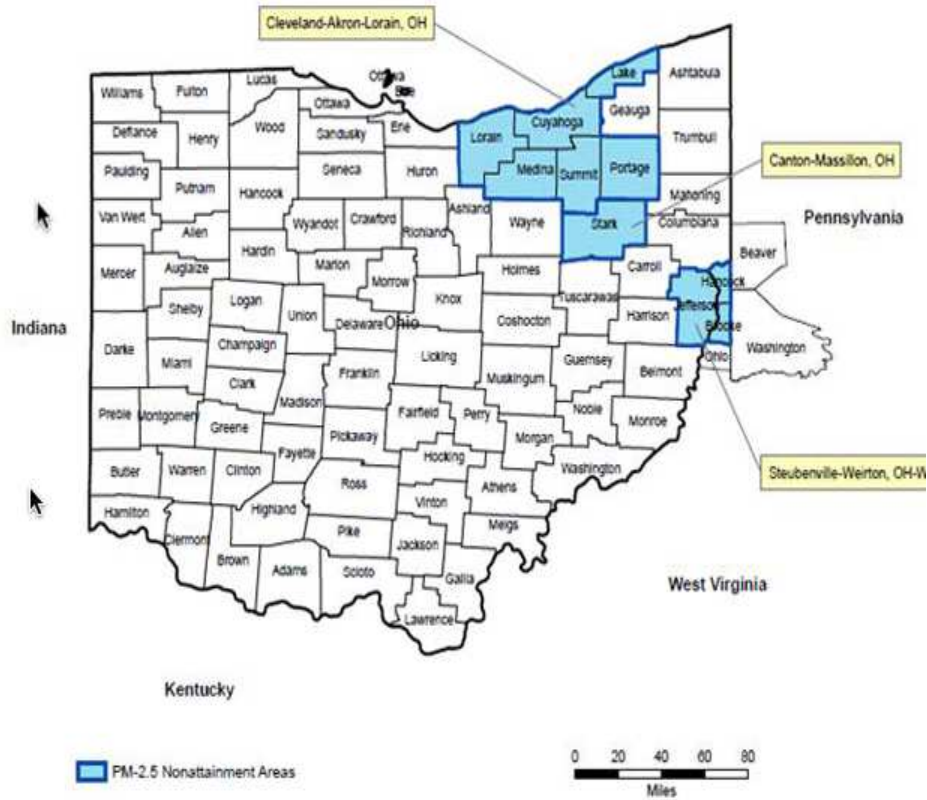 Cleveland-Akron-Lorain, OH
Ottawa
Erie
Lake
Ashtabula
Williams
Fulton
Lucas
Ottawa
Geauga
Cuyahoga
Defiance
Henry
Wood
Sandusky
Erie
Lorain
Trumbull
Paulding
Putnam
Hancock
Seneca
Huron
Medina
Summit
Portage
Canton-Massillon, OH
Mahoning
Van Wert
Allen
Wyandot
Crawford
Richland
Ashland
Wayne
Stark
Columbiana
Pennsylvania
Beaver
Mercer
Auglaize
Hardin
Marion
Morrow
Holmes
Carroll
Hancock
Jefferson
Brooke
Indiana
Shelby
Logan
Union
Delaware
Ohio
Knox
Coshocton
Tuscarawas
Harrison
Ohio
Washington
Darke
Miami
Champaign
Clark
Madison
Franklin
Licking
Muskingum
Guernsey
Belmont
Preble
Montgomery
Greene
Fayette
Pickaway
Fairfield
Perry
Morgan
Noble
Monroe
Butler
Warren
Clinton
Ross
Hocking
Athens
Washington
Steubenville-Weirton, OH-W
Hamilton
Clermont
Highland
Pike
Vinton
Jackson
Meigs
Brown
Adams
Scioto
Gallia
Lawrence
West Virginia
Kentucky
PM-2.5 Nonattainment Areas
0 20 40 60 80
Miles